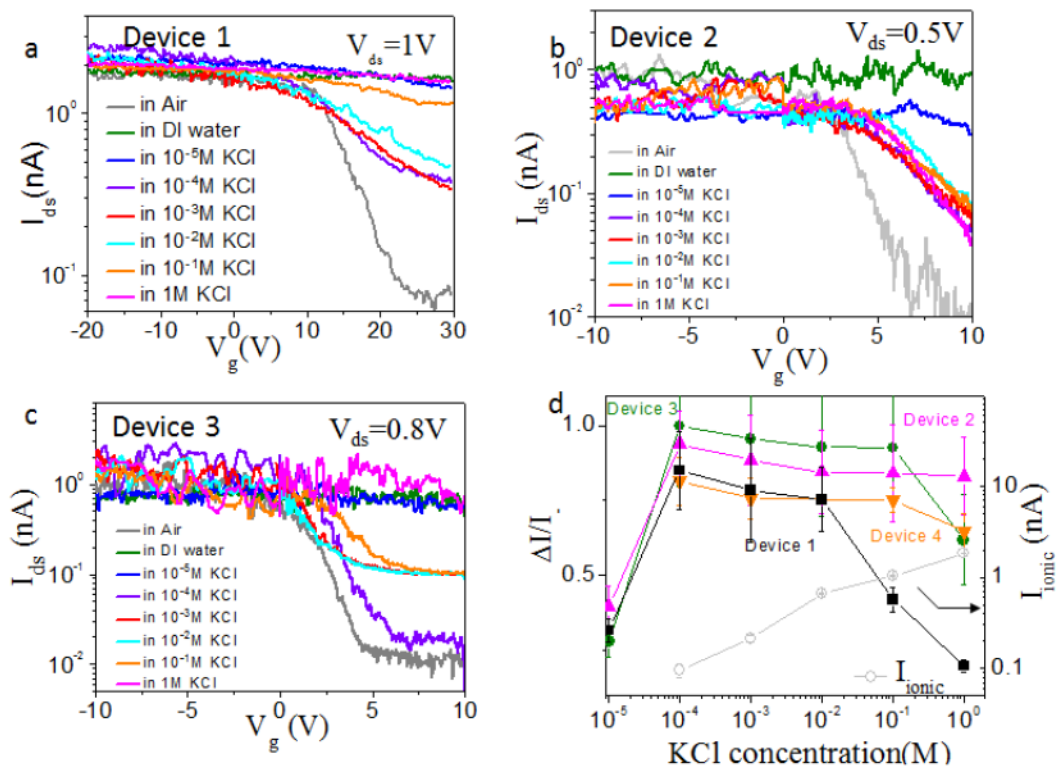 a
Device 1
V_ds=1V
I_ds(nA)
10^0
10^-1
in Air
in DI water
in 10^-5M KCl
in 10^-4M KCl
in 10^-3M KCl
in 10^-2M KCl
in 10^-1M KCl
in 1M KCl
-20 -10 0 10 20 30
V_g(V)
b
Device 2
V_ds=0.5V
I_ds(nA)
10^0
10^-1
10^-2
in Air
in DI water
in 10^-5M KCl
in 10^-4M KCl
in 10^-3M KCl
in 10^-2M KCl
in 10^-1M KCl
in 1M KCl
-10 -5 0 5 10
V_g(V)
c
Device 3
V_ds=0.8V
I_ds(nA)
10^0
10^-1
10^-2
in Air
in DI water
in 10^-5M KCl
in 10^-4M KCl
in 10^-3M KCl
in 10^-2M KCl
in 10^-1M KCl
in 1M KCl
-10 -5 0 5 10
V_g(V)
d
Device 3
Device 2
Device 1
Device 4
ΔI/I_-
1.0
0.5
I_ionic
I_ionic (nA)
10
1
0.1
10^-5 10^-4 10^-3 10^-2 10^-1 10^0
KCl concentration(M)